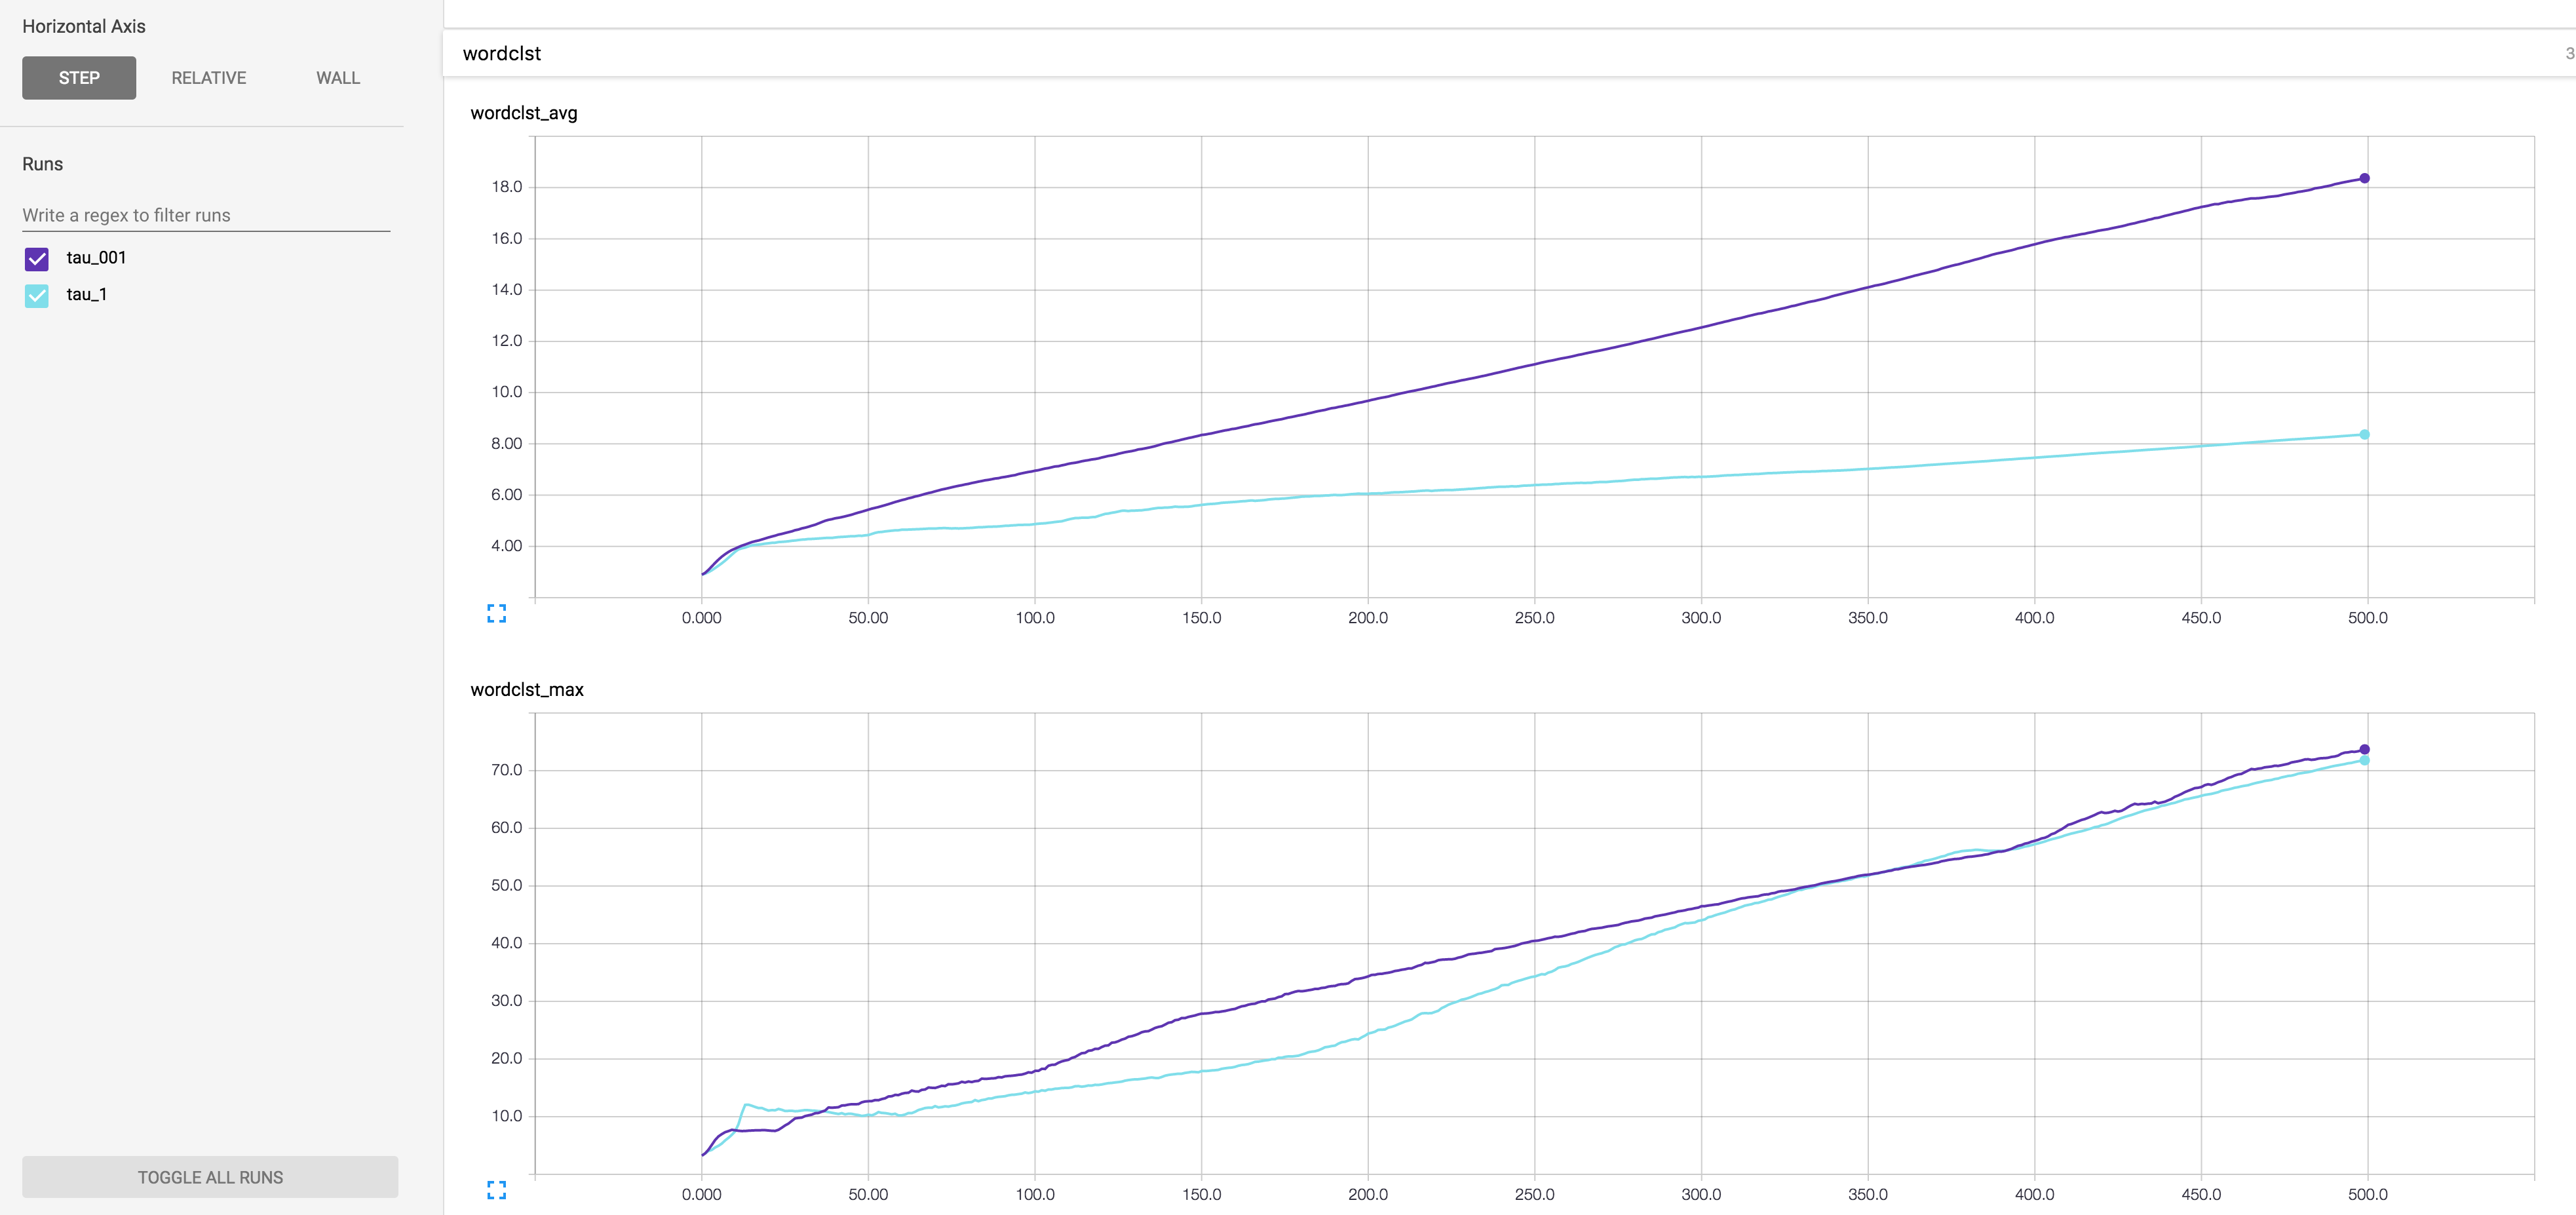 Horizontal Axis
STEP RELATIVE WALL
Runs
Write a regex to filter runs
tau_001
tau_1
TOGGLE ALL RUNS
wordclst 3
wordclst_avg
18.0
16.0
14.0
12.0
10.0
8.00
6.00
4.00
0.000 50.00 100.0 150.0 200.0 250.0 300.0 350.0 400.0 450.0 500.0
wordclst_max
70.0
60.0
50.0
40.0
30.0
20.0
10.0
0.000 50.00 100.0 150.0 200.0 250.0 300.0 350.0 400.0 450.0 500.0